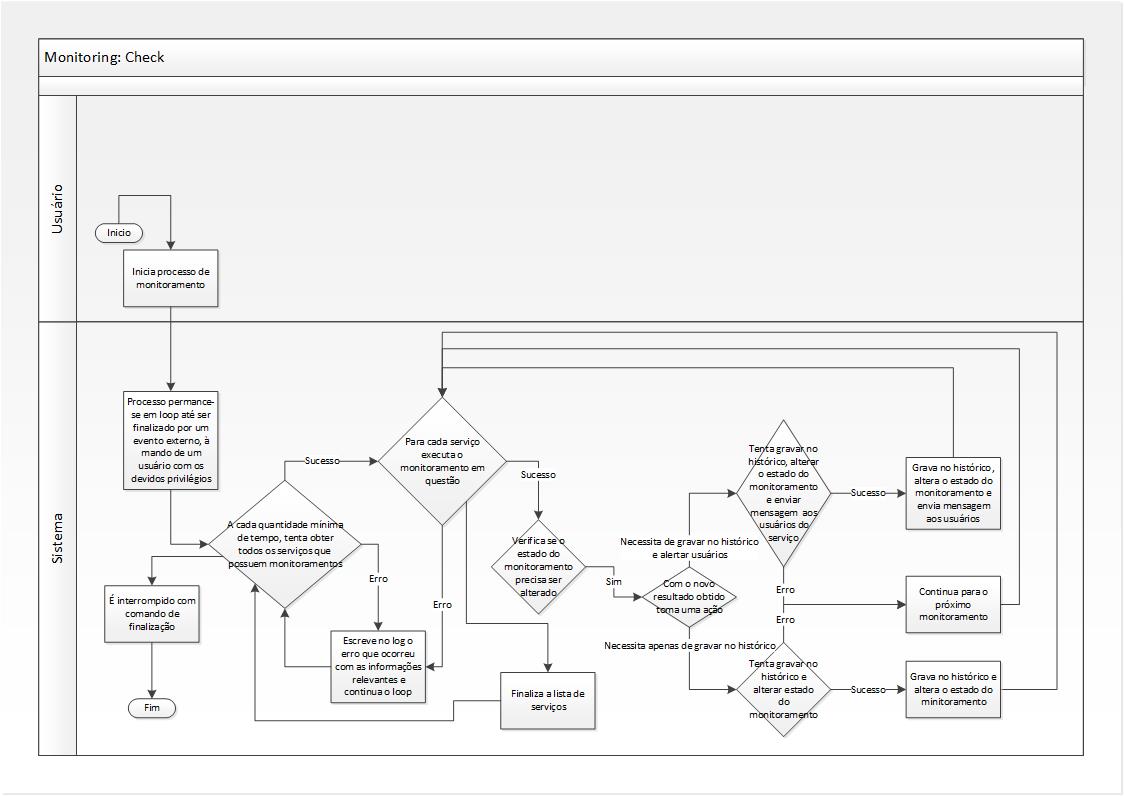 Monitoring: Check
Usuário
Inicio
Inicia processo de
monitoramento
Sistema
Processo permance-
se em loop até ser
finalizado por um
evento externo, à
mando de um
usuário com os
devidos privilégios
A cada quantidade mínima
de tempo, tenta obter
todos os serviços que
possuem monitoramentos
É interrompido com
comando de
finalização
Fim
Sucesso
Erro
Escreve no log o
erro que ocorreu
com as informações
relevantes e
continua o loop
Para cada serviço
executa o
monitoramento em
questão
Erro
Sucesso
Finaliza a lista de
serviços
Verifica se o
estado do
monitoramento
precisa ser
alterado
Sim
Com o novo
resultado obtido
toma uma ação
Necessita de gravar no histórico
e alertar usuários
Necessita apenas de gravar no histórico
Tenta gravar no
histórico, alterar
o estado do
monitoramento
e enviar
mensagem aos
usuários do
serviço
Sucesso
Grava no histórico,
altera o estado do
monitoramento e
envia mensagem
aos usuários
Erro
Erro
Continua para o
próximo
monitoramento
Tenta gravar no
histórico e
alterar estado
do
monitoramento
Sucesso
Grava no histórico e
altera o estado do
minitoramento